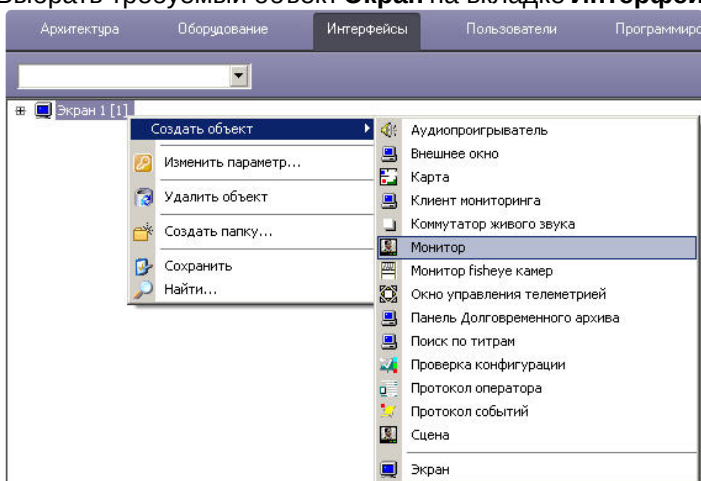 Выбрать требуемый объект Экран на вкладке
Архитектура Оборудование Интерфейсы Пользователи
Экран 1 [1]
Создать объект
Изменить параметр...
Удалить объект
Создать папку...
Сохранить
Найти...
Аудиопроигрыватель
Внешнее окно
Карта
Клиент мониторинга
Коммутатор живого звука
Монитор
Монитор fisheye камер
Окно управления телеметрией
Панель Долговременного архива
Поиск по титрам
Проверка конфигурации
Протокол оператора
Протокол событий
Сцена
Экран